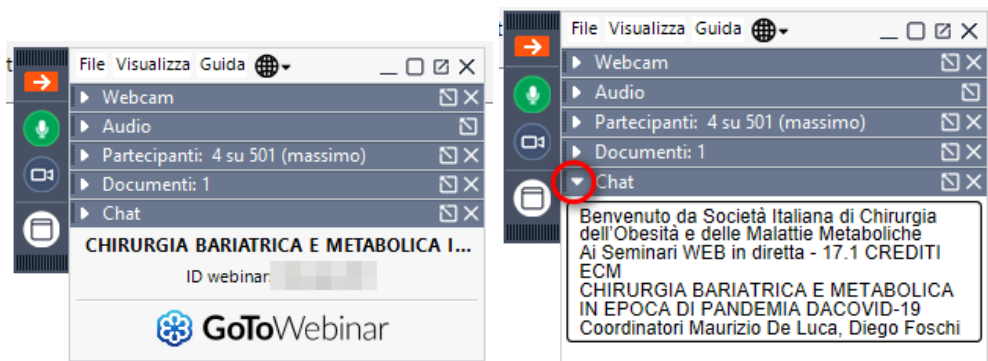 File Visualizza Guida
Webcam
Audio
Partecipanti: 4 su 501 (massimo)
Documenti: 1
Chat
CHIRURGIA BARIATRICA E METABOLICA I...
ID webinar:
GoToWebinar
File Visualizza Guida
Webcam
Audio
Partecipanti: 4 su 501 (massimo)
Documenti: 1
Chat
Benvenuto da Società Italiana di Chirurgia
dell'Obesità e delle Malattie Metaboliche
Ai Seminari WEB in diretta - 17.1 CREDITI
ECM
CHIRURGIA BARIATRICA E METABOLICA
IN EPOCA DI PANDEMIA DACOVID-19
Coordinatori Maurizio De Luca, Diego Foschi